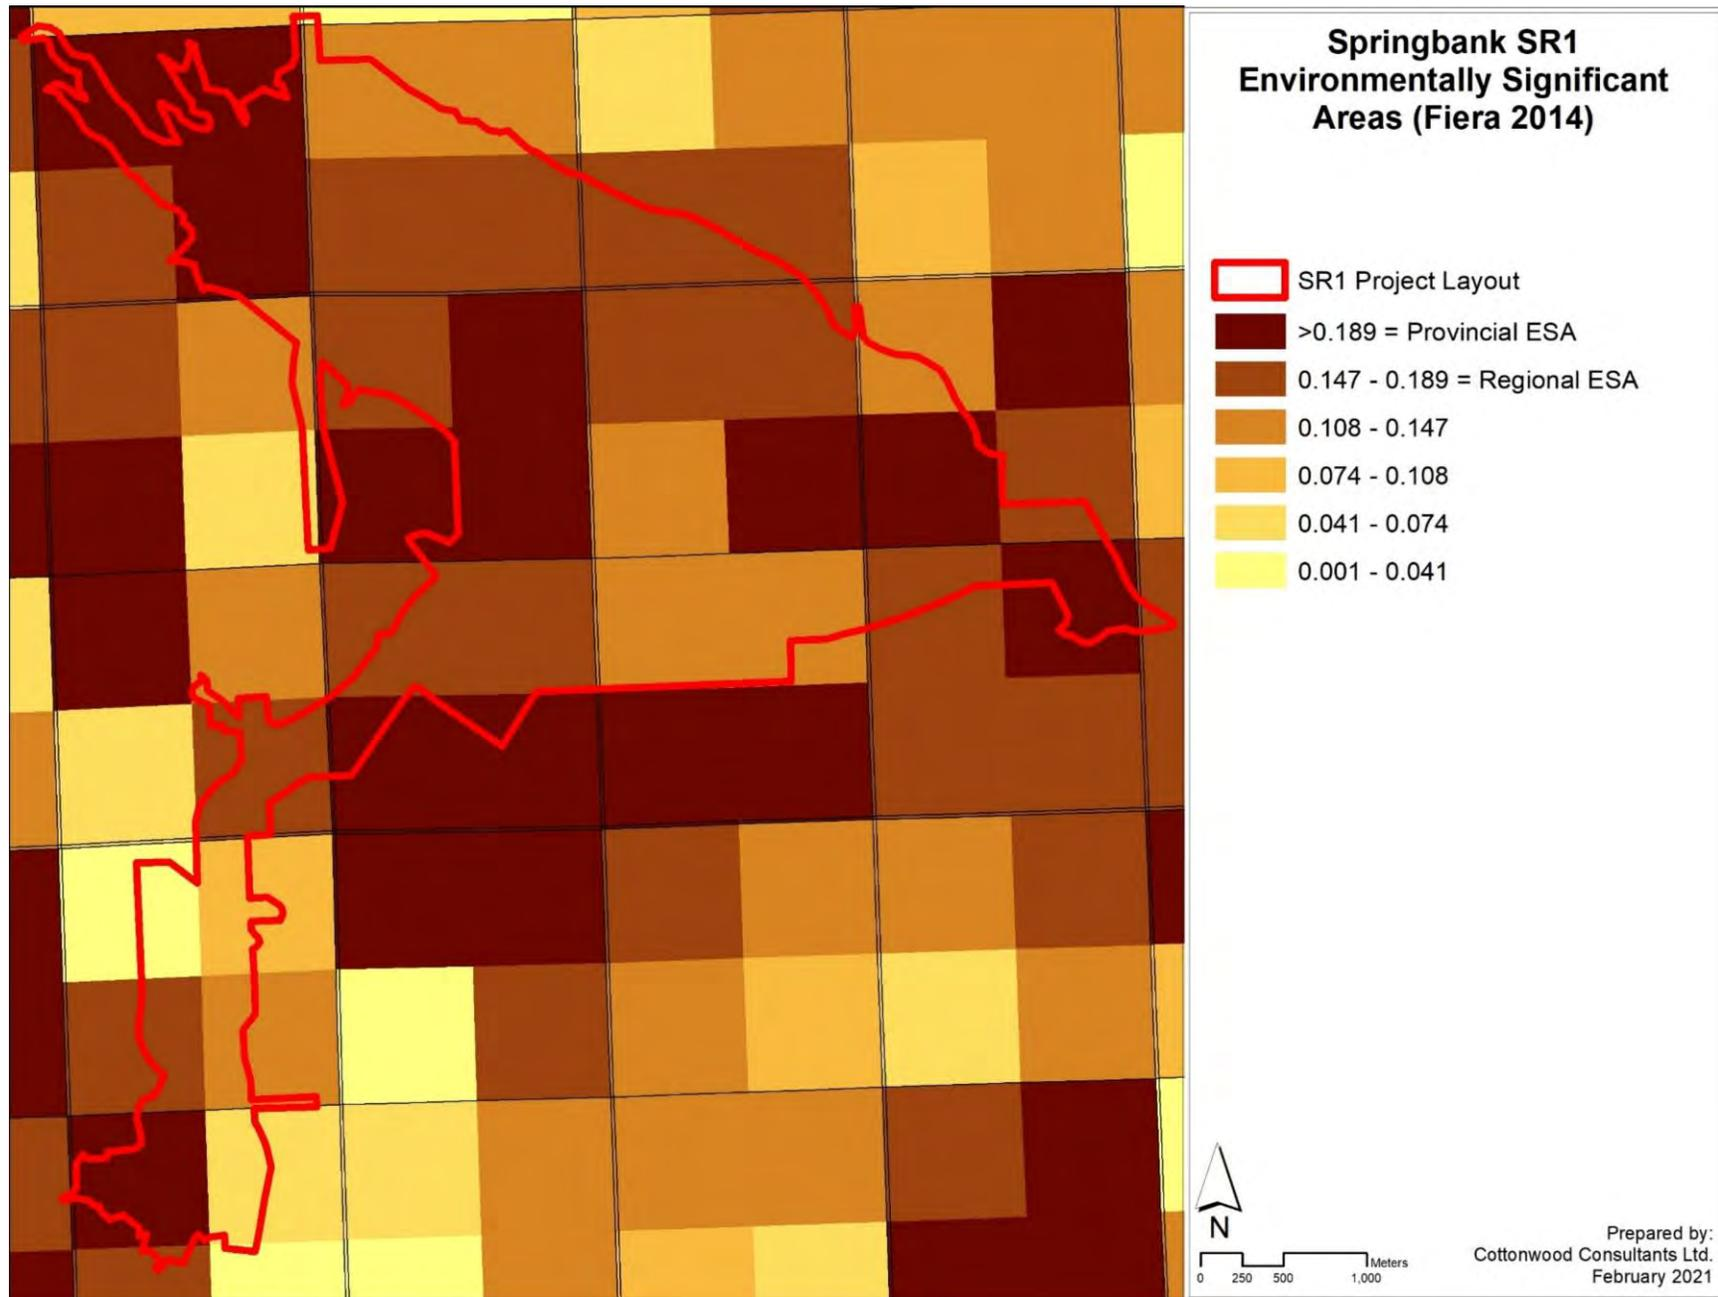 Springbank SR1
Environmentally Significant
Areas (Fiera 2014)
SR1 Project Layout
>0.189 = Provincial ESA
0.147 - 0.189 = Regional ESA
0.108 - 0.147
0.074 - 0.108
0.041 - 0.074
0.001 - 0.041
N
Meters
0 250 500 1,000
Prepared by:
Cottonwood Consultants Ltd.
February 2021